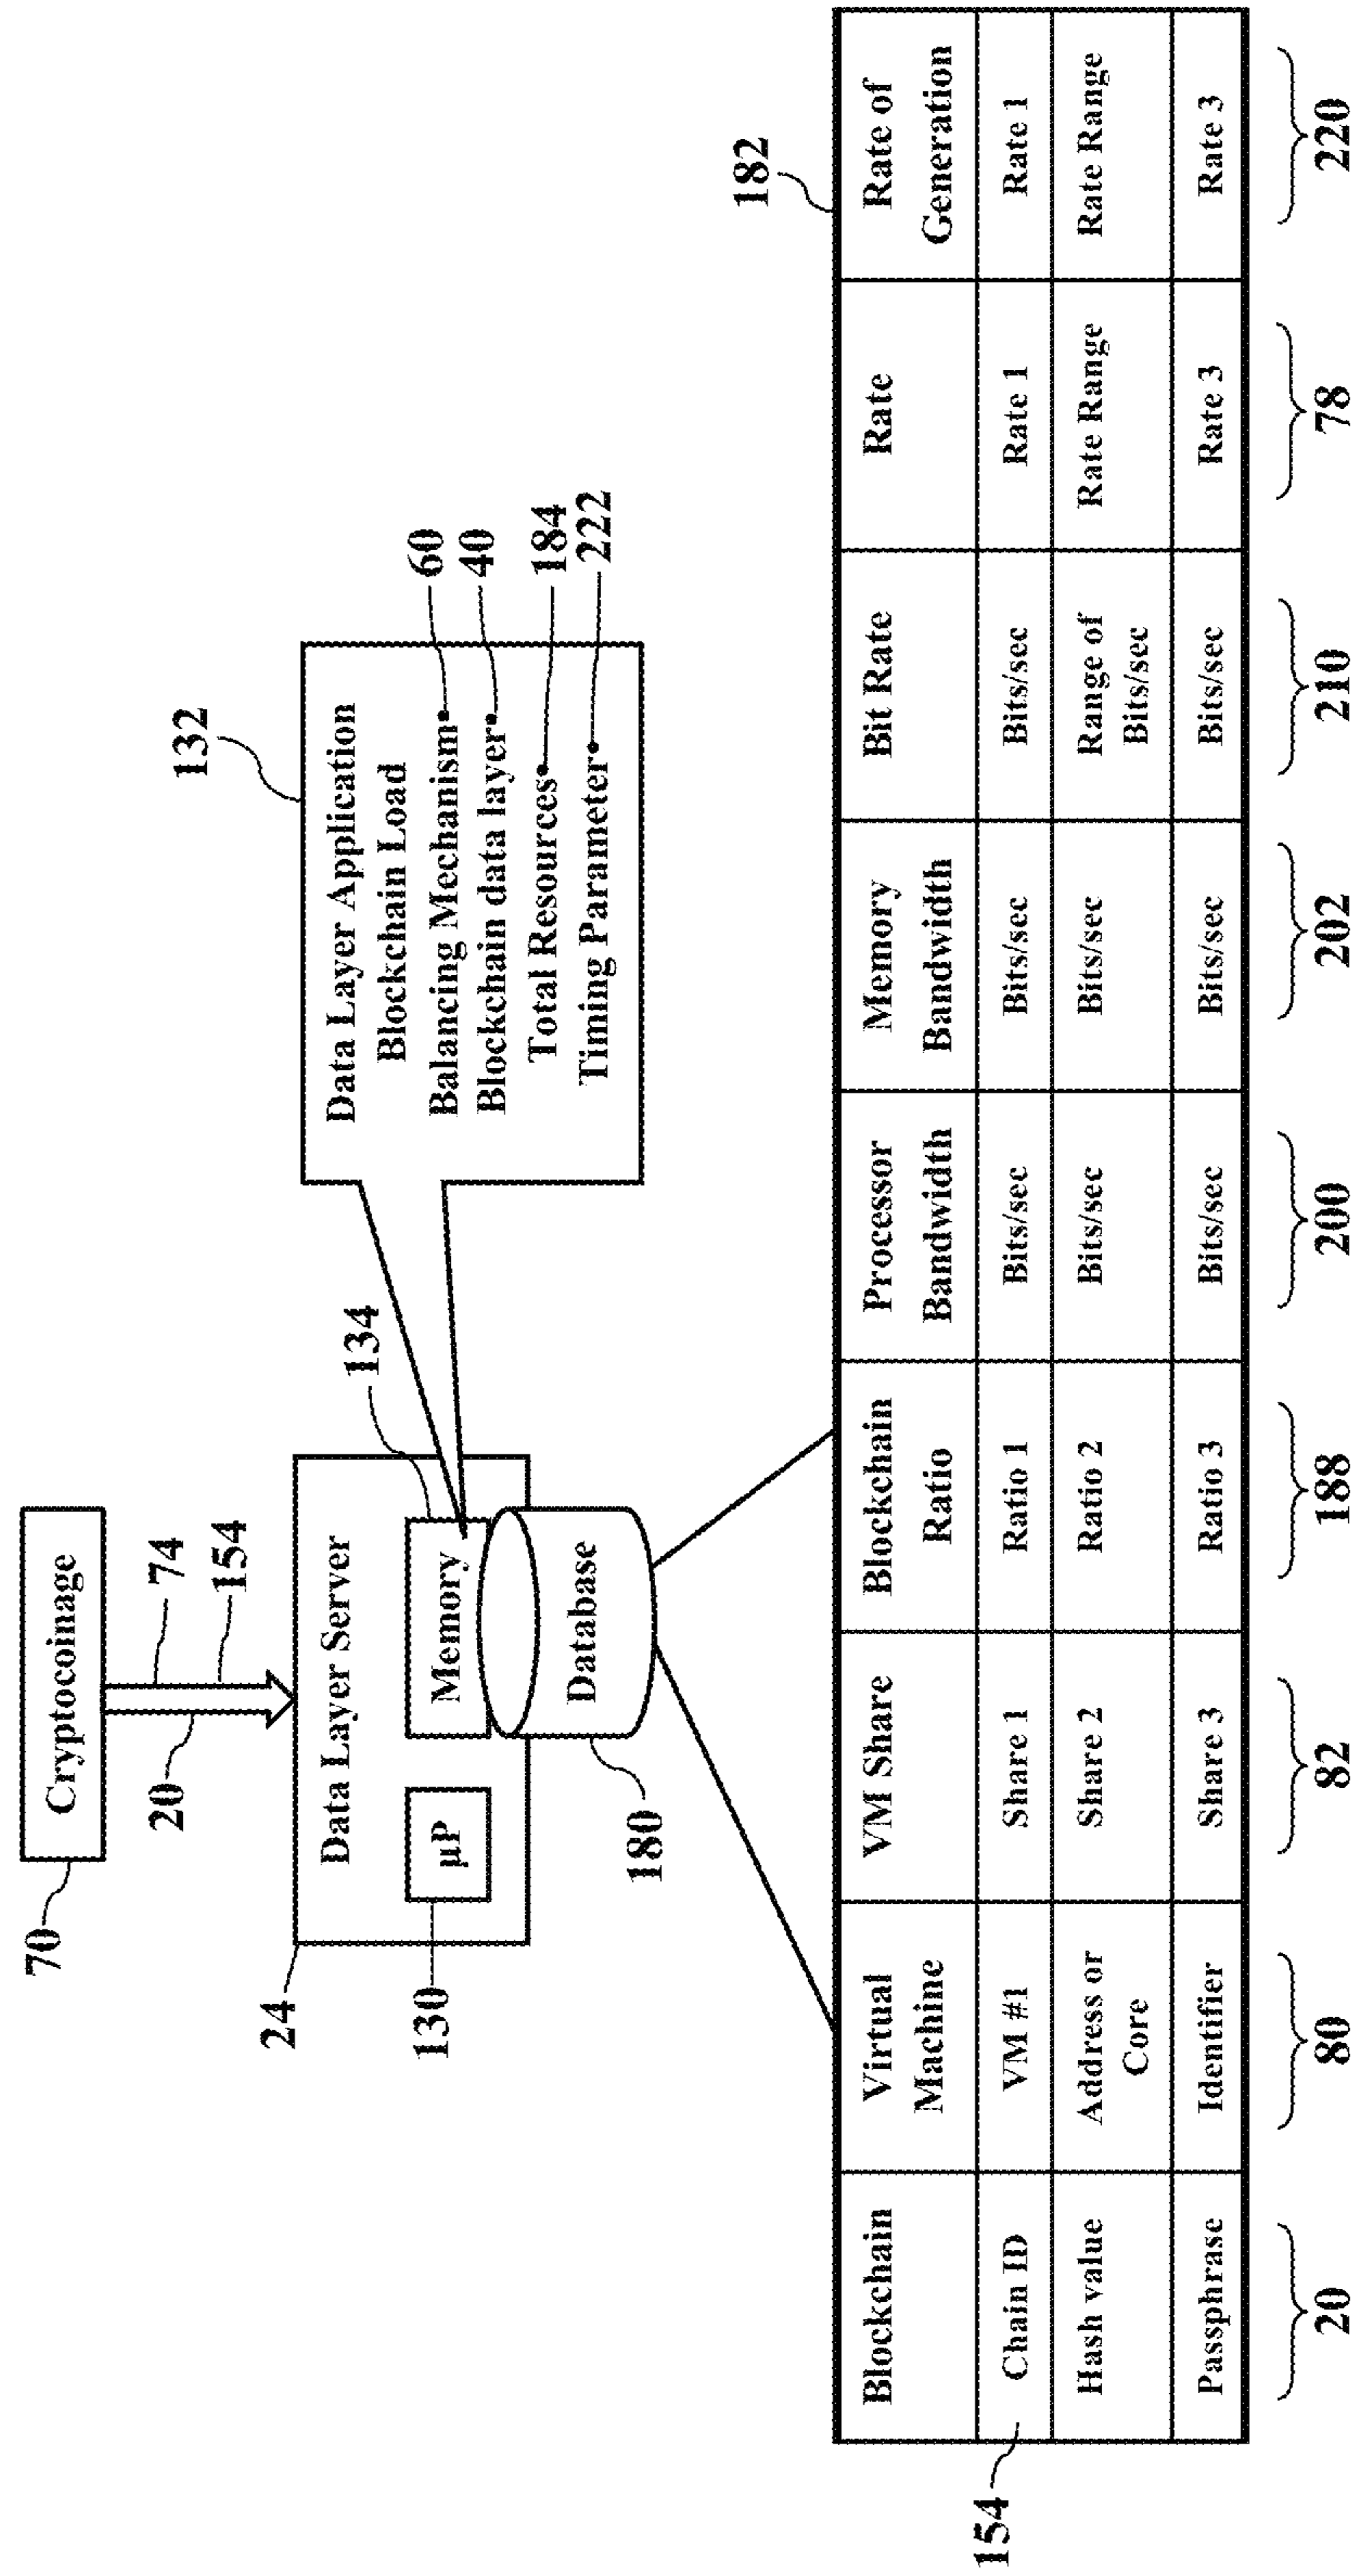 70
Cryptocoinage
20
74
154
24
Data Layer Server
130
µP
Memory
134
Database
180
132
Data Layer Application
Blockchain Load
Balancing Mechanism
60
Blockchain data layer
40
Total Resources
184
Timing Parameter
222
182
Blockchain
Virtual
Machine
VM Share
Blockchain
Ratio
Processor
Bandwidth
Memory
Bandwidth
Bit Rate
Rate
Rate of
Generation
154
Chain ID
VM #1
Share 1
Ratio 1
Bits/sec
Bits/sec
Bits/sec
Rate 1
Rate 1
Hash value
Address or
Core
Share 2
Ratio 2
Bits/sec
Bits/sec
Range of
Bits/sec
Rate Range
Rate Range
Passphrase
Identifier
Share 3
Ratio 3
Bits/sec
Bits/sec
Bits/sec
Rate 3
Rate 3
20
80
82
188
200
202
210
78
220